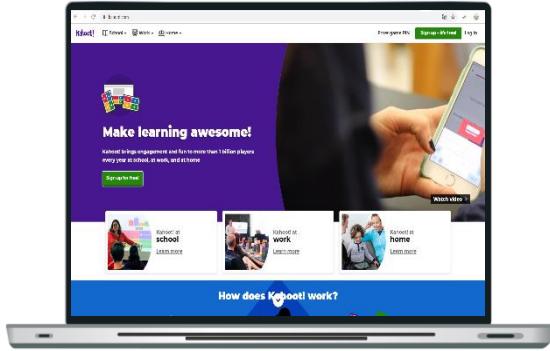 Kahoot! School Work Home Enter game PIN Sign up - it's free! Log in
Make learning awesome!
Kahoot! brings engagement and fun to more than 1 billion players
every year at school, at work, and at home
Sign up for free!
Watch video
Kahoot! at
school
Learn more
Kahoot! at
work
Learn more
Kahoot! at
home
Learn more
How does Kahoot! work?